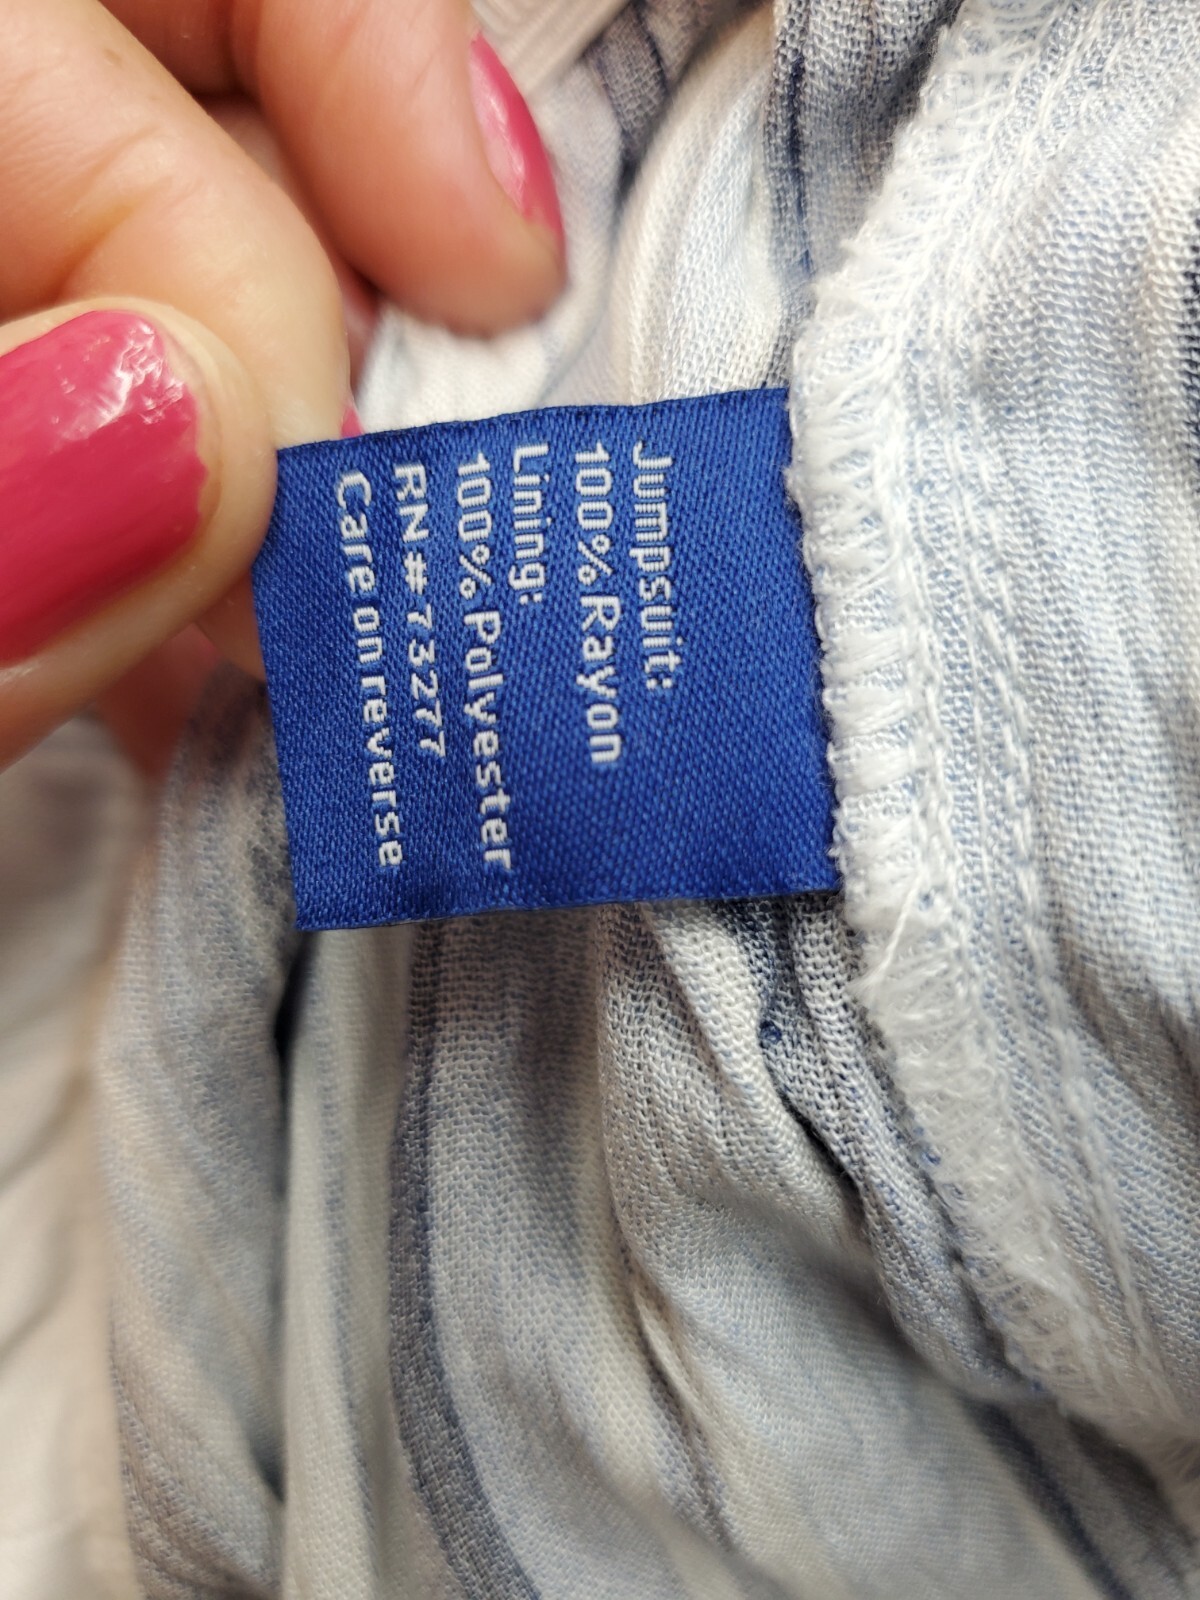 Jumpsuit:
100% Rayon
Lining:
100% Polyester
RN#73277
Care on reverse